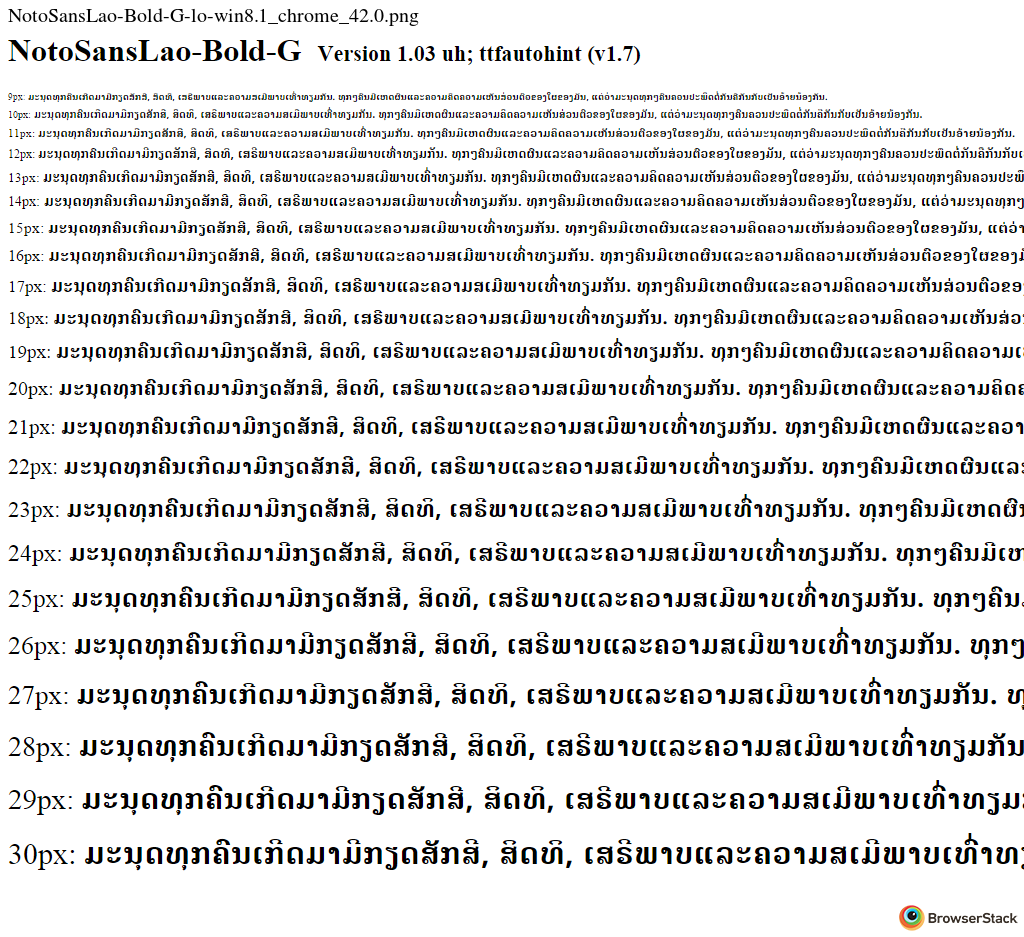 NotoSansLao-Bold-G-lo-win8.1_chrome_42.0.png
NotoSansLao-Bold-G Version 1.03 uh; ttfautohint (v1.7)
9px: ມະນຸດທຸກຄົນເກີດມາມີກຽດສັກສີ, ສິດທິ, ເສຣີພາບແລະຄວາມສເມີພາບເທົ່າທຽມກັນ. ທຸກໆຄົນມີເຫດຜົນແລະຄວາມຄິດຄວາມເຫັນສ່ວນຕົວຂອງໃຜຂອງມັນ, ແຕ່ວ່າມະນຸດທຸກໆຄົນຄວນປະພຶດຕໍ່ກັນຄືກັນກັບເປັນອ້າຍນ້ອງກັນ.
10px: ມະນຸດທຸກຄົນເກີດມາມີກຽດສັກສີ, ສິດທິ, ເສຣີພາບແລະຄວາມສເມີພາບເທົ່າທຽມກັນ. ທຸກໆຄົນມີເຫດຜົນແລະຄວາມຄິດຄວາມເຫັນສ່ວນຕົວຂອງໃຜຂອງມັນ, ແຕ່ວ່າມະນຸດທຸກໆຄົນຄວນປະພຶດຕໍ່ກັນຄືກັນກັບເປັນອ້າຍນ້ອງກັນ.
11px: ມະນຸດທຸກຄົນເກີດມາມີກຽດສັກສີ, ສິດທິ, ເສຣີພາບແລະຄວາມສເມີພາບເທົ່າທຽມກັນ. ທຸກໆຄົນມີເຫດຜົນແລະຄວາມຄິດຄວາມເຫັນສ່ວນຕົວຂອງໃຜຂອງມັນ, ແຕ່ວ່າມະນຸດທຸກໆຄົນຄວນປະພຶດຕໍ່ກັນຄືກັນກັບເປັນອ້າຍນ້ອງກັນ.
12px: ມະນຸດທຸກຄົນເກີດມາມີກຽດສັກສີ, ສິດທິ, ເສຣີພາບແລະຄວາມສເມີພາບເທົ່າທຽມກັນ. ທຸກໆຄົນມີເຫດຜົນແລະຄວາມຄິດຄວາມເຫັນສ່ວນຕົວຂອງໃຜຂອງມັນ, ແຕ່ວ່າມະນຸດທຸກໆຄົນຄວນປະພຶດຕໍ່ກັນຄືກັນກັບເ
13px: ມະນຸດທຸກຄົນເກີດມາມີກຽດສັກສີ, ສິດທິ, ເສຣີພາບແລະຄວາມສເມີພາບເທົ່າທຽມກັນ. ທຸກໆຄົນມີເຫດຜົນແລະຄວາມຄິດຄວາມເຫັນສ່ວນຕົວຂອງໃຜຂອງມັນ, ແຕ່ວ່າມະນຸດທຸກໆຄົນຄວນປະພຶ
14px: ມະນຸດທຸກຄົນເກີດມາມີກຽດສັກສີ, ສິດທິ, ເສຣີພາບແລະຄວາມສເມີພາບເທົ່າທຽມກັນ. ທຸກໆຄົນມີເຫດຜົນແລະຄວາມຄິດຄວາມເຫັນສ່ວນຕົວຂອງໃຜຂອງມັນ, ແຕ່ວ່າມະນຸດທຸກໆ
15px: ມະນຸດທຸກຄົນເກີດມາມີກຽດສັກສີ, ສິດທິ, ເສຣີພາບແລະຄວາມສເມີພາບເທົ່າທຽມກັນ. ທຸກໆຄົນມີເຫດຜົນແລະຄວາມຄິດຄວາມເຫັນສ່ວນຕົວຂອງໃຜຂອງມັນ, ແຕ່ວ່າ
16px: ມະນຸດທຸກຄົນເກີດມາມີກຽດສັກສີ, ສິດທິ, ເສຣີພາບແລະຄວາມສເມີພາບເທົ່າທຽມກັນ. ທຸກໆຄົນມີເຫດຜົນແລະຄວາມຄິດຄວາມເຫັນສ່ວນຕົວຂອງໃຜຂອງມັ
17px: ມະນຸດທຸກຄົນເກີດມາມີກຽດສັກສີ, ສິດທິ, ເສຣີພາບແລະຄວາມສເມີພາບເທົ່າທຽມກັນ. ທຸກໆຄົນມີເຫດຜົນແລະຄວາມຄິດຄວາມເຫັນສ່ວນຕົວຂອ
18px: ມະນຸດທຸກຄົນເກີດມາມີກຽດສັກສີ, ສິດທິ, ເສຣີພາບແລະຄວາມສເມີພາບເທົ່າທຽມກັນ. ທຸກໆຄົນມີເຫດຜົນແລະຄວາມຄິດຄວາມເຫັນສ່ວ
19px: ມະນຸດທຸກຄົນເກີດມາມີກຽດສັກສີ, ສິດທິ, ເສຣີພາບແລະຄວາມສເມີພາບເທົ່າທຽມກັນ. ທຸກໆຄົນມີເຫດຜົນແລະຄວາມຄິດຄວາມເ
20px: ມະນຸດທຸກຄົນເກີດມາມີກຽດສັກສີ, ສິດທິ, ເສຣີພາບແລະຄວາມສເມີພາບເທົ່າທຽມກັນ. ທຸກໆຄົນມີເຫດຜົນແລະຄວາມຄິດຄ
21px: ມະນຸດທຸກຄົນເກີດມາມີກຽດສັກສີ, ສິດທິ, ເສຣີພາບແລະຄວາມສເມີພາບເທົ່າທຽມກັນ. ທຸກໆຄົນມີເຫດຜົນແລະຄວາ
22px: ມະນຸດທຸກຄົນເກີດມາມີກຽດສັກສີ, ສິດທິ, ເສຣີພາບແລະຄວາມສເມີພາບເທົ່າທຽມກັນ. ທຸກໆຄົນມີເຫດຜົນແລະ
23px: ມະນຸດທຸກຄົນເກີດມາມີກຽດສັກສີ, ສິດທິ, ເສຣີພາບແລະຄວາມສເມີພາບເທົ່າທຽມກັນ. ທຸກໆຄົນມີເຫດຜົນ
24px: ມະນຸດທຸກຄົນເກີດມາມີກຽດສັກສີ, ສິດທິ, ເສຣີພາບແລະຄວາມສເມີພາບເທົ່າທຽມກັນ. ທຸກໆຄົນມີເຫ
25px: ມະນຸດທຸກຄົນເກີດມາມີກຽດສັກສີ, ສິດທິ, ເສຣີພາບແລະຄວາມສເມີພາບເທົ່າທຽມກັນ. ທຸກໆຄົນ
26px: ມະນຸດທຸກຄົນເກີດມາມີກຽດສັກສີ, ສິດທິ, ເສຣີພາບແລະຄວາມສເມີພາບເທົ່າທຽມກັນ. ທຸກໆ
27px: ມະນຸດທຸກຄົນເກີດມາມີກຽດສັກສີ, ສິດທິ, ເສຣີພາບແລະຄວາມສເມີພາບເທົ່າທຽມກັນ. ທຸ
28px: ມະນຸດທຸກຄົນເກີດມາມີກຽດສັກສີ, ສິດທິ, ເສຣີພາບແລະຄວາມສເມີພາບເທົ່າທຽມກັນ
29px: ມະນຸດທຸກຄົນເກີດມາມີກຽດສັກສີ, ສິດທິ, ເສຣີພາບແລະຄວາມສເມີພາບເທົ່າທຽມ
30px: ມະນຸດທຸກຄົນເກີດມາມີກຽດສັກສີ, ສິດທິ, ເສຣີພາບແລະຄວາມສເມີພາບເທົ່າທຽ
BrowserStack